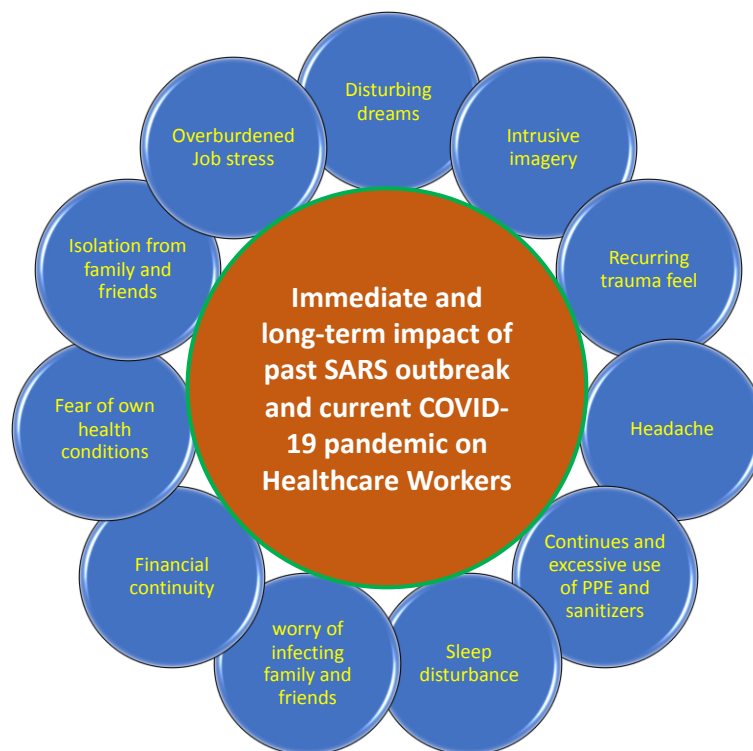 Disturbing
dreams
Intrusive
imagery
Recurring
trauma feel
Headache
Continues and
excessive use
of PPE and
sanitizers
Sleep
disturbance
worry of
infecting
family and
friends
Financial
continuity
Fear of own
health
conditions
Isolation from
family and
friends
Overburdened
Job stress
Immediate and
long-term impact of
past SARS outbreak
and current COVID-
19 pandemic on
Healthcare Workers